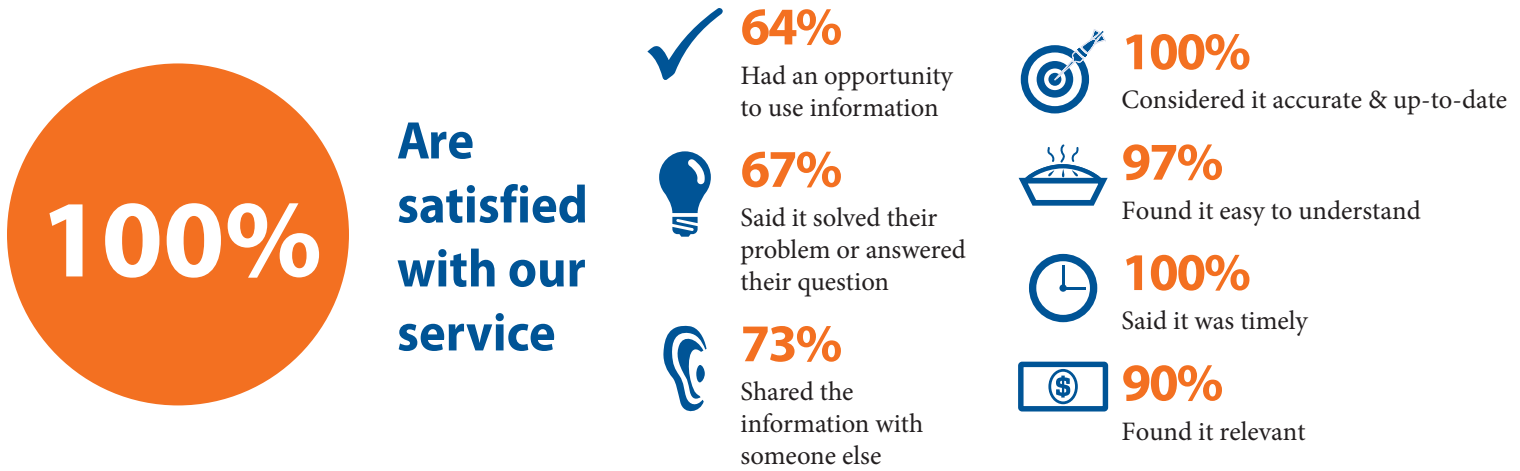 100%
Are
satisfied
with our
service
64%
Had an opportunity
to use information
67%
Said it solved their
problem or answered
their question
73%
Shared the
information with
someone else
100%
Considered it accurate & up-to-date
97%
Found it easy to understand
100%
Said it was timely
$
90%
Found it relevant